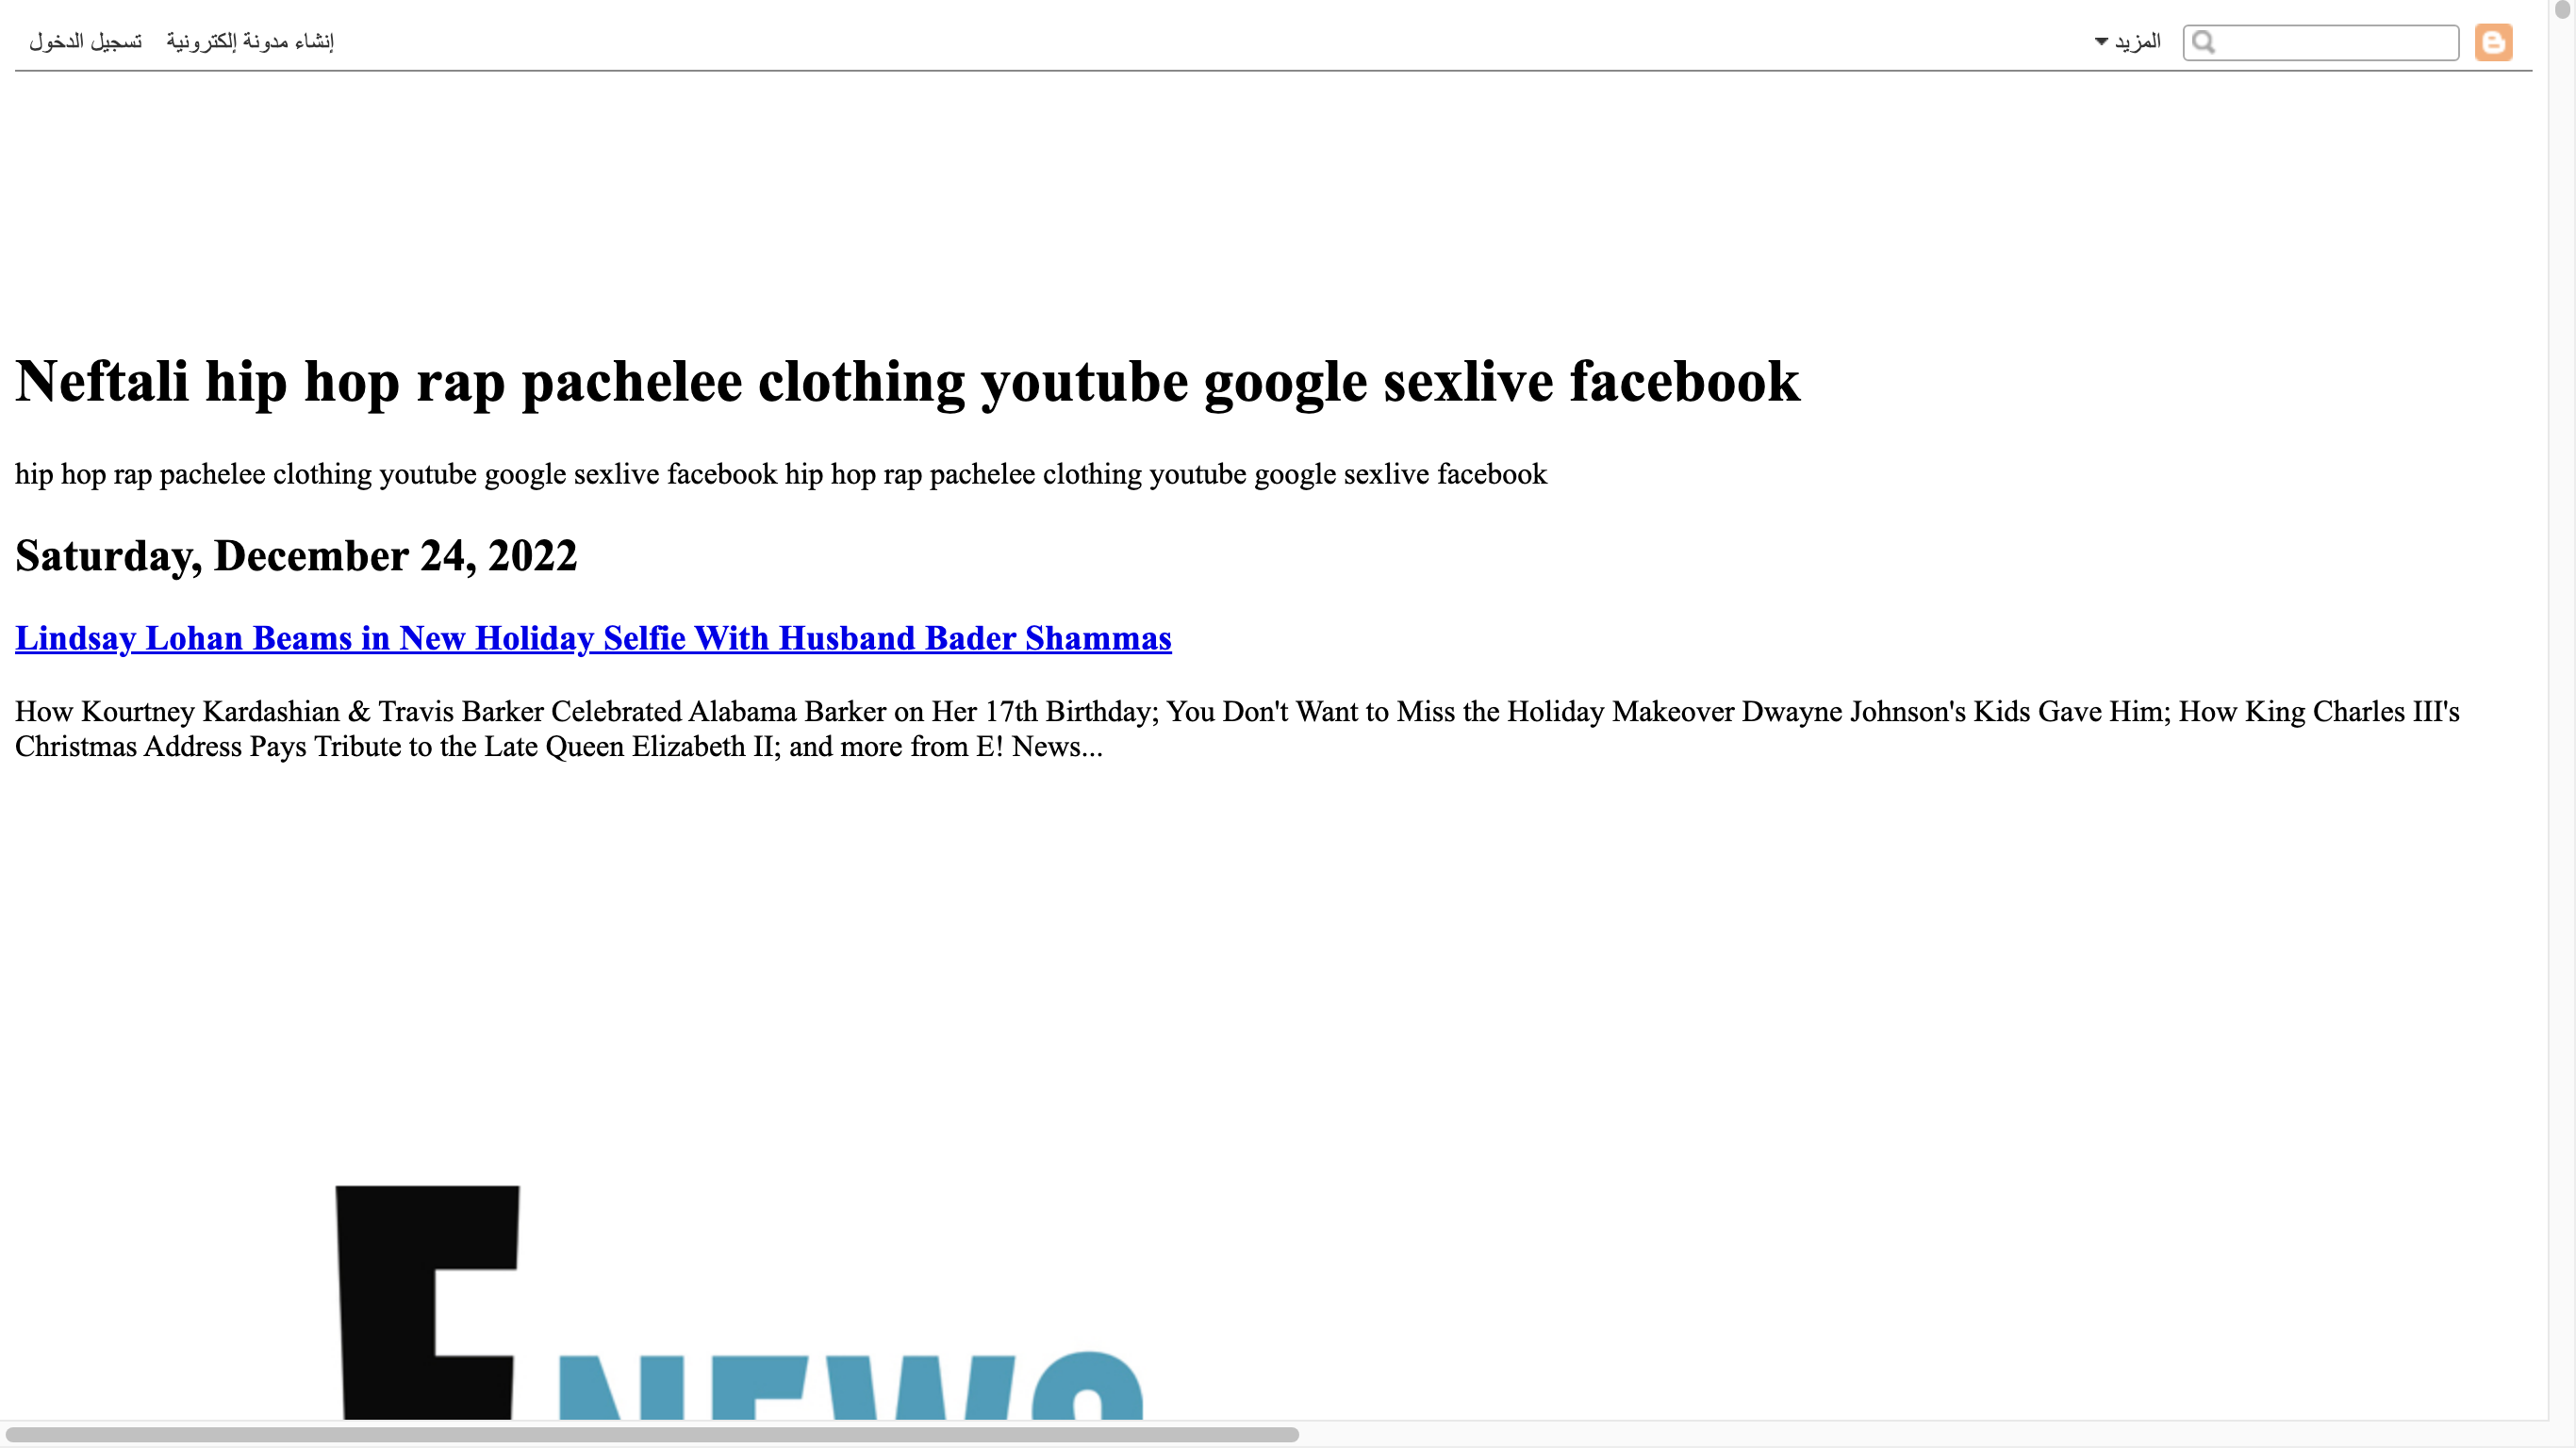 المزيد
إنشاء مدونة إلكترونية
تسجيل الدخول
Neftali hip hop rap pachelee clothing youtube google sexlive facebook
hip hop rap pachelee clothing youtube google sexlive facebook hip hop rap pachelee clothing youtube google sexlive facebook
Saturday, December 24, 2022
Lindsay Lohan Beams in New Holiday Selfie With Husband Bader Shammas
How Kourtney Kardashian & Travis Barker Celebrated Alabama Barker on Her 17th Birthday; You Don't Want to Miss the Holiday Makeover Dwayne Johnson's Kids Gave Him; How King Charles III's
Christmas Address Pays Tribute to the Late Queen Elizabeth II; and more from E! News...
E NEWS